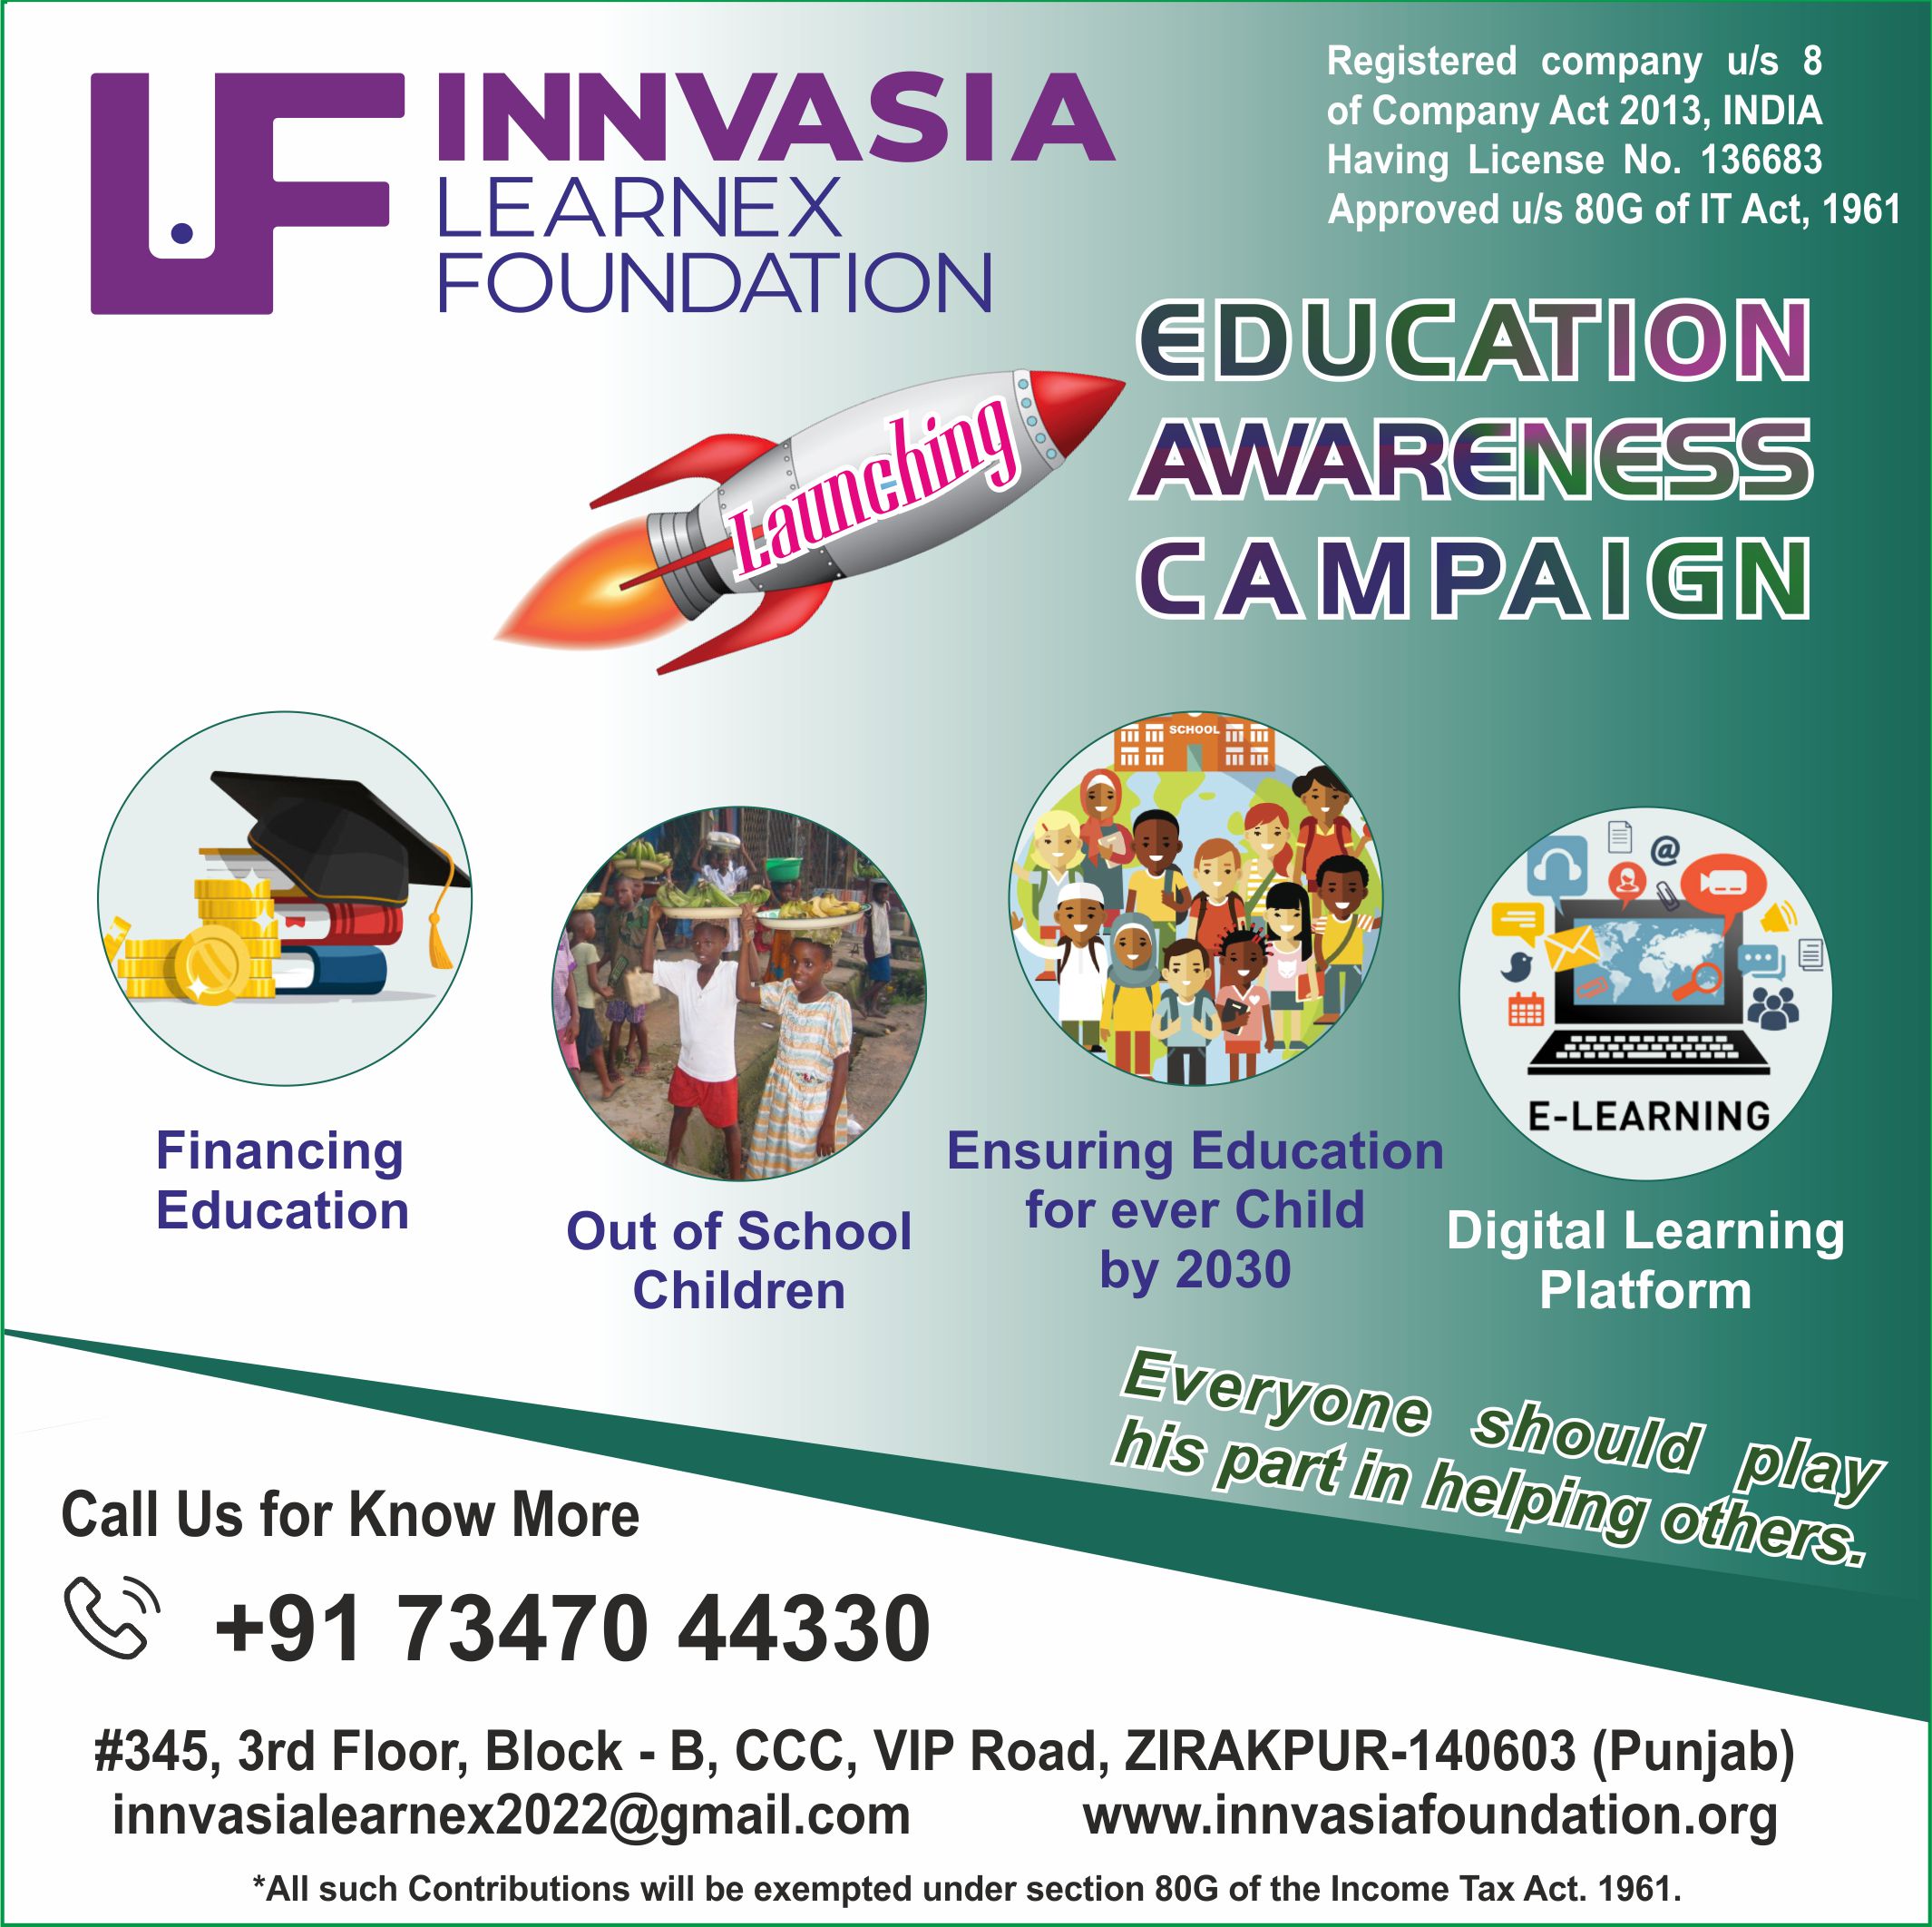 INNVASIA
LEARNEX
FOUNDATION
Registered company u/s 8
of Company Act 2013, INDIA
Having License No. 136683
Approved u/s 80G of IT Act, 1961
EDUCATION
AWARENESS
CAMPAIGN
Launching
SCHOOL
E-LEARNING
Financing
Education
Out of School
Children
Ensuring Education
for ever Child
by 2030
Digital Learning
Platform
Everyone should play
his part in helping others.
Call Us for Know More
+91 73470 44330
#345, 3rd Floor, Block - B, CCC, VIP Road, ZIRAKPUR-140603 (Punjab)
innvasialearnex2022@gmail.com
www.innvasiafoundation.org
*All such Contributions will be exempted under section 80G of the Income Tax Act. 1961.